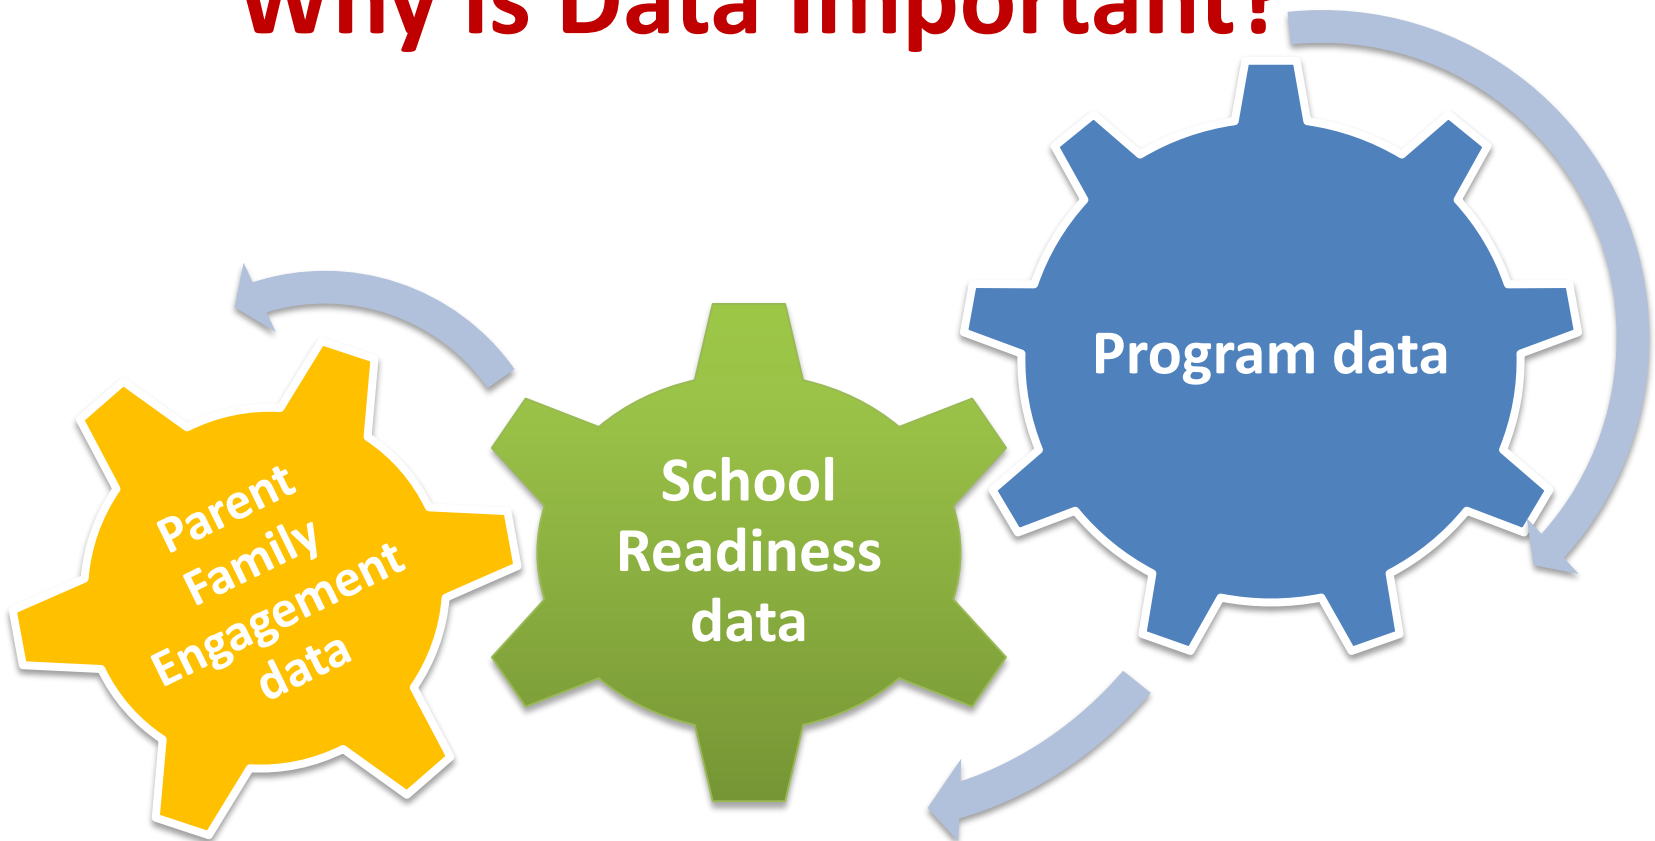 Why is Data Important?
Program data
School
Readiness
data
Parent
Family
Engagement
data